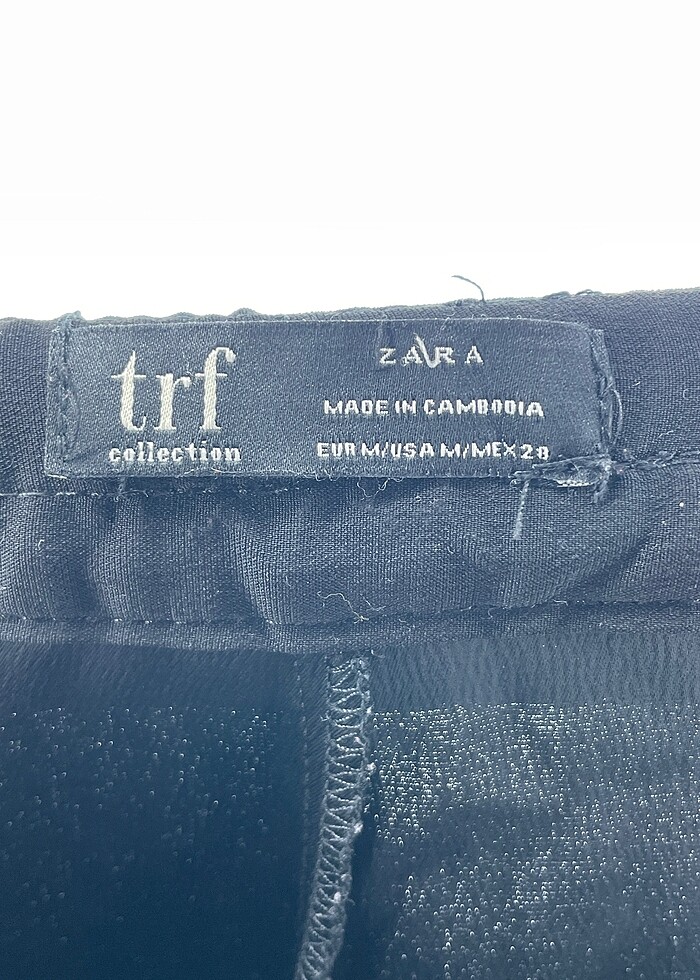 trf
collection
ZARA
MADE IN CAMBODIA
EUR M/USA M/MEX 28